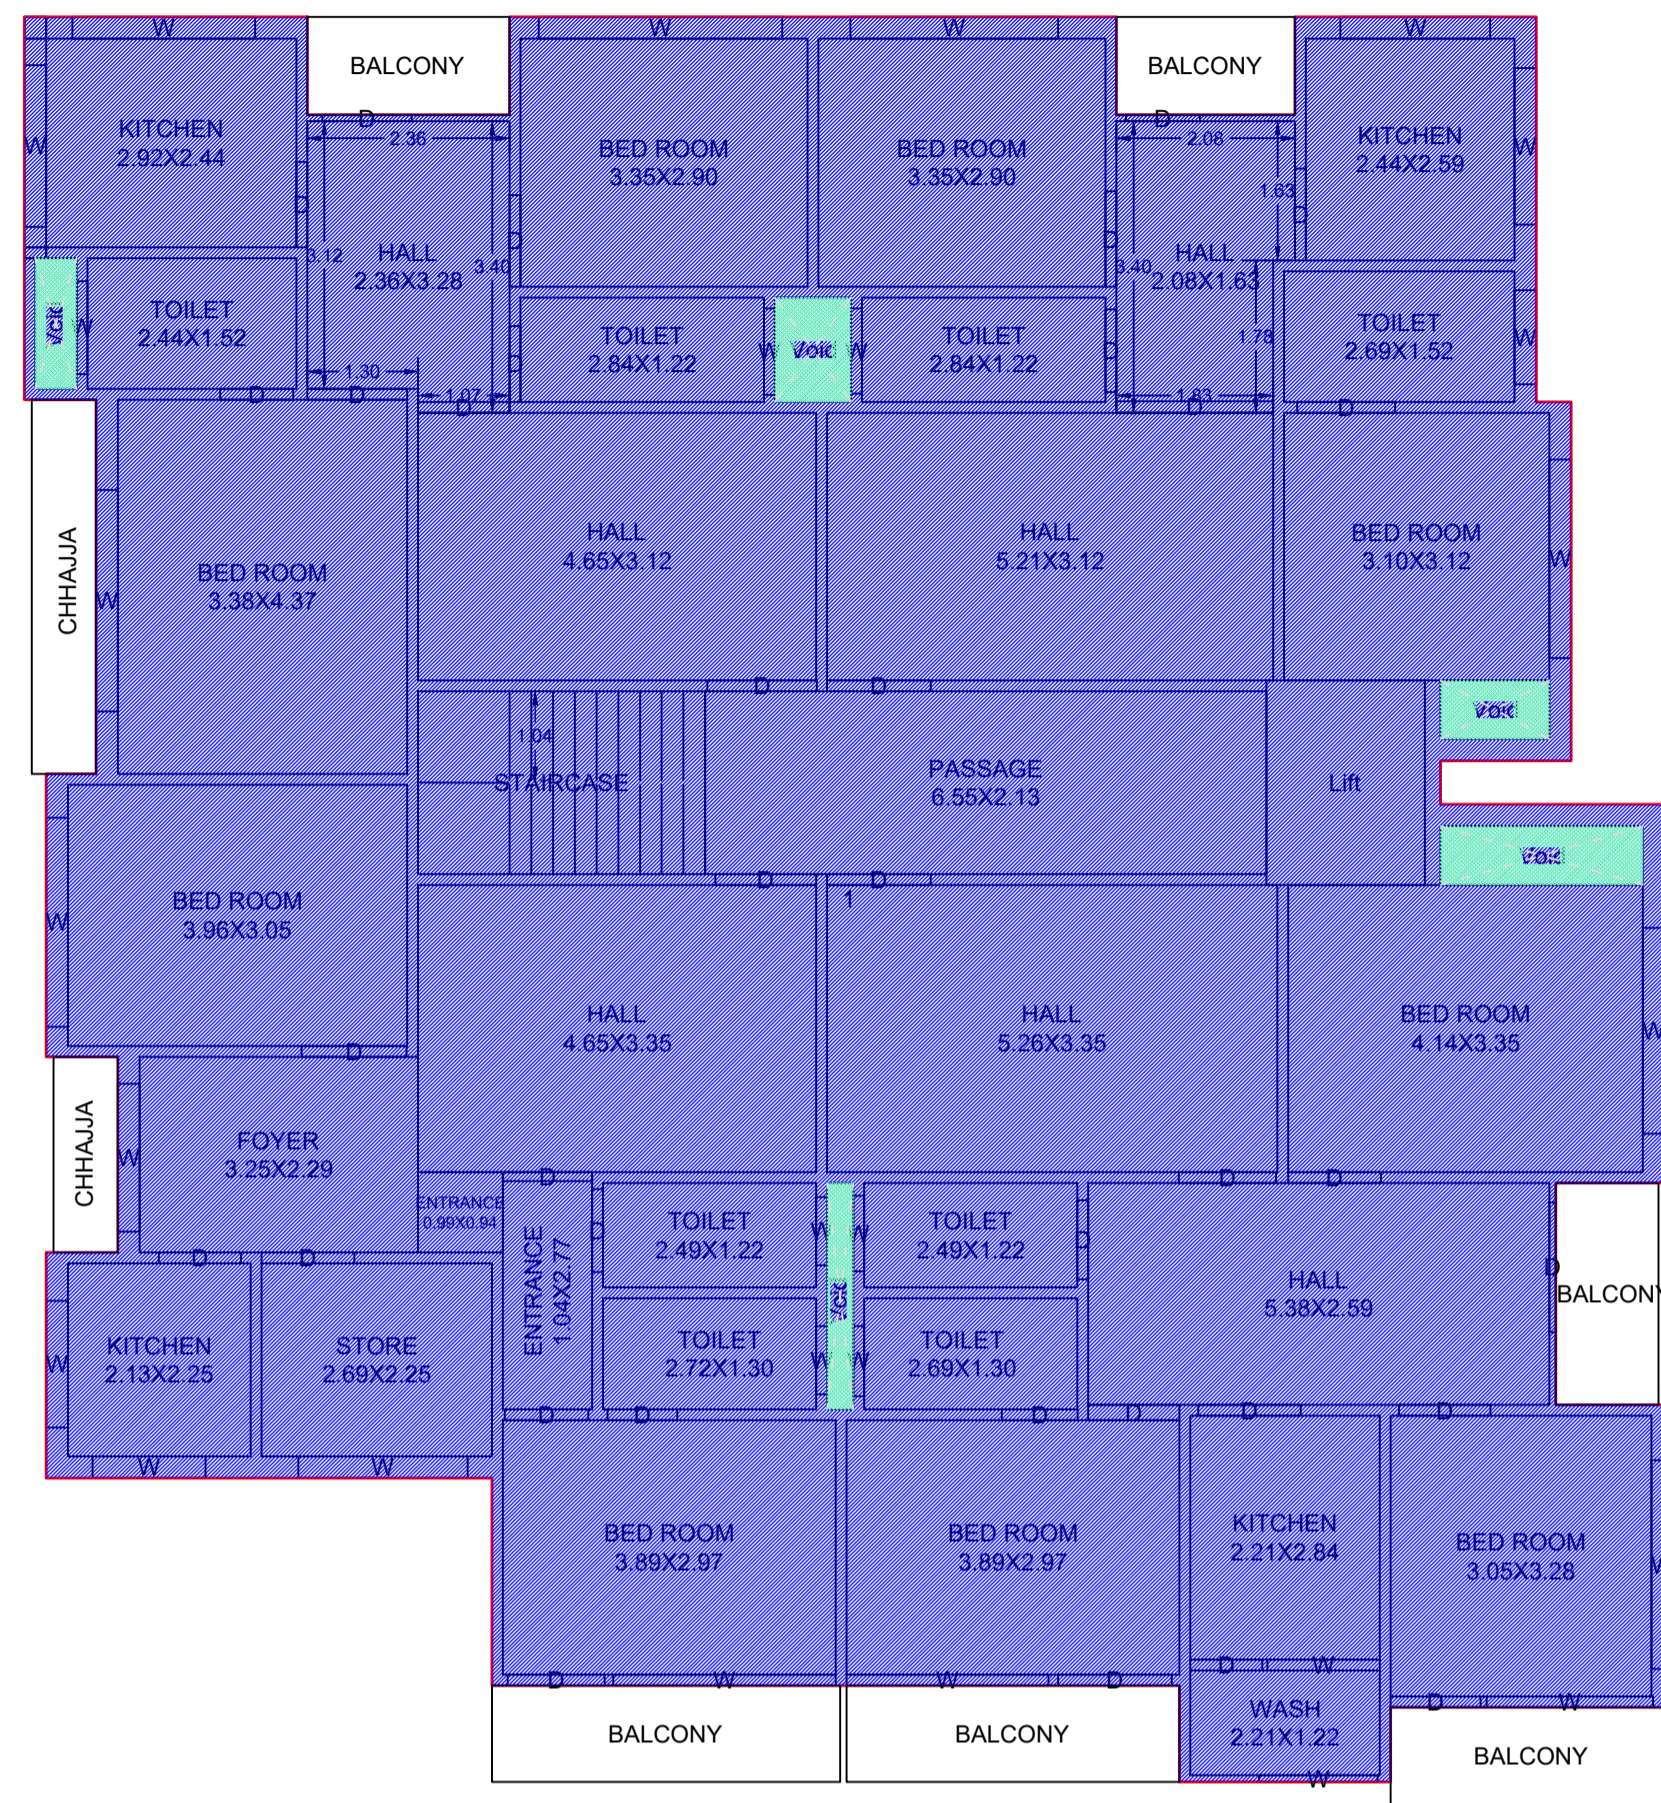 W
W
W
W
BALCONY
BALCONY
KITCHEN
2.92X2.44
D
2.36
BED ROOM
3.35X2.90
BED ROOM
3.35X2.90
D
2.08
KITCHEN
2.44X2.59
W
W
1.63
D
D
HALL
2.36X3.28
3.12
3.40
D
D
HALL
2.08X1.63
3.40
TOILET
2.44X1.52
W
TOILET
2.84X1.22
D
W
Void
W
TOILET
2.84X1.22
D
1.78
TOILET
2.69X1.52
W
1.30
1.07
1.83
D
D
D
D
D
CHHAJJA
W
BED ROOM
3.38X4.37
HALL
4.65X3.12
HALL
5.21X3.12
BED ROOM
3.10X3.12
W
D
D
Void
1.04
STAIRCASE
PASSAGE
6.55X2.13
Lift
Void
D
D
1
W
BED ROOM
3.96X3.05
HALL
4.65X3.35
HALL
5.26X3.35
BED ROOM
4.14X3.35
W
D
CHHAJJA
W
FOYER
3.25X2.29
ENTRANCE
0.99X0.94
D
ENTRANCE
1.04X2.77
D
TOILET
2.49X1.22
W
W
TOILET
2.49X1.22
D
D
D
HALL
5.38X2.59
D
BALCONY
D
D
W
KITCHEN
2.13X2.25
STORE
2.69X2.25
TOILET
2.72X1.30
W
Void
W
TOILET
2.69X1.30
D
D
D
D
D
D
W
W
BED ROOM
3.89X2.97
BED ROOM
3.89X2.97
KITCHEN
2.21X2.84
BED ROOM
3.05X3.28
W
D
W
W
D
D
W
D
W
BALCONY
BALCONY
WASH
2.21X1.22
W
BALCONY